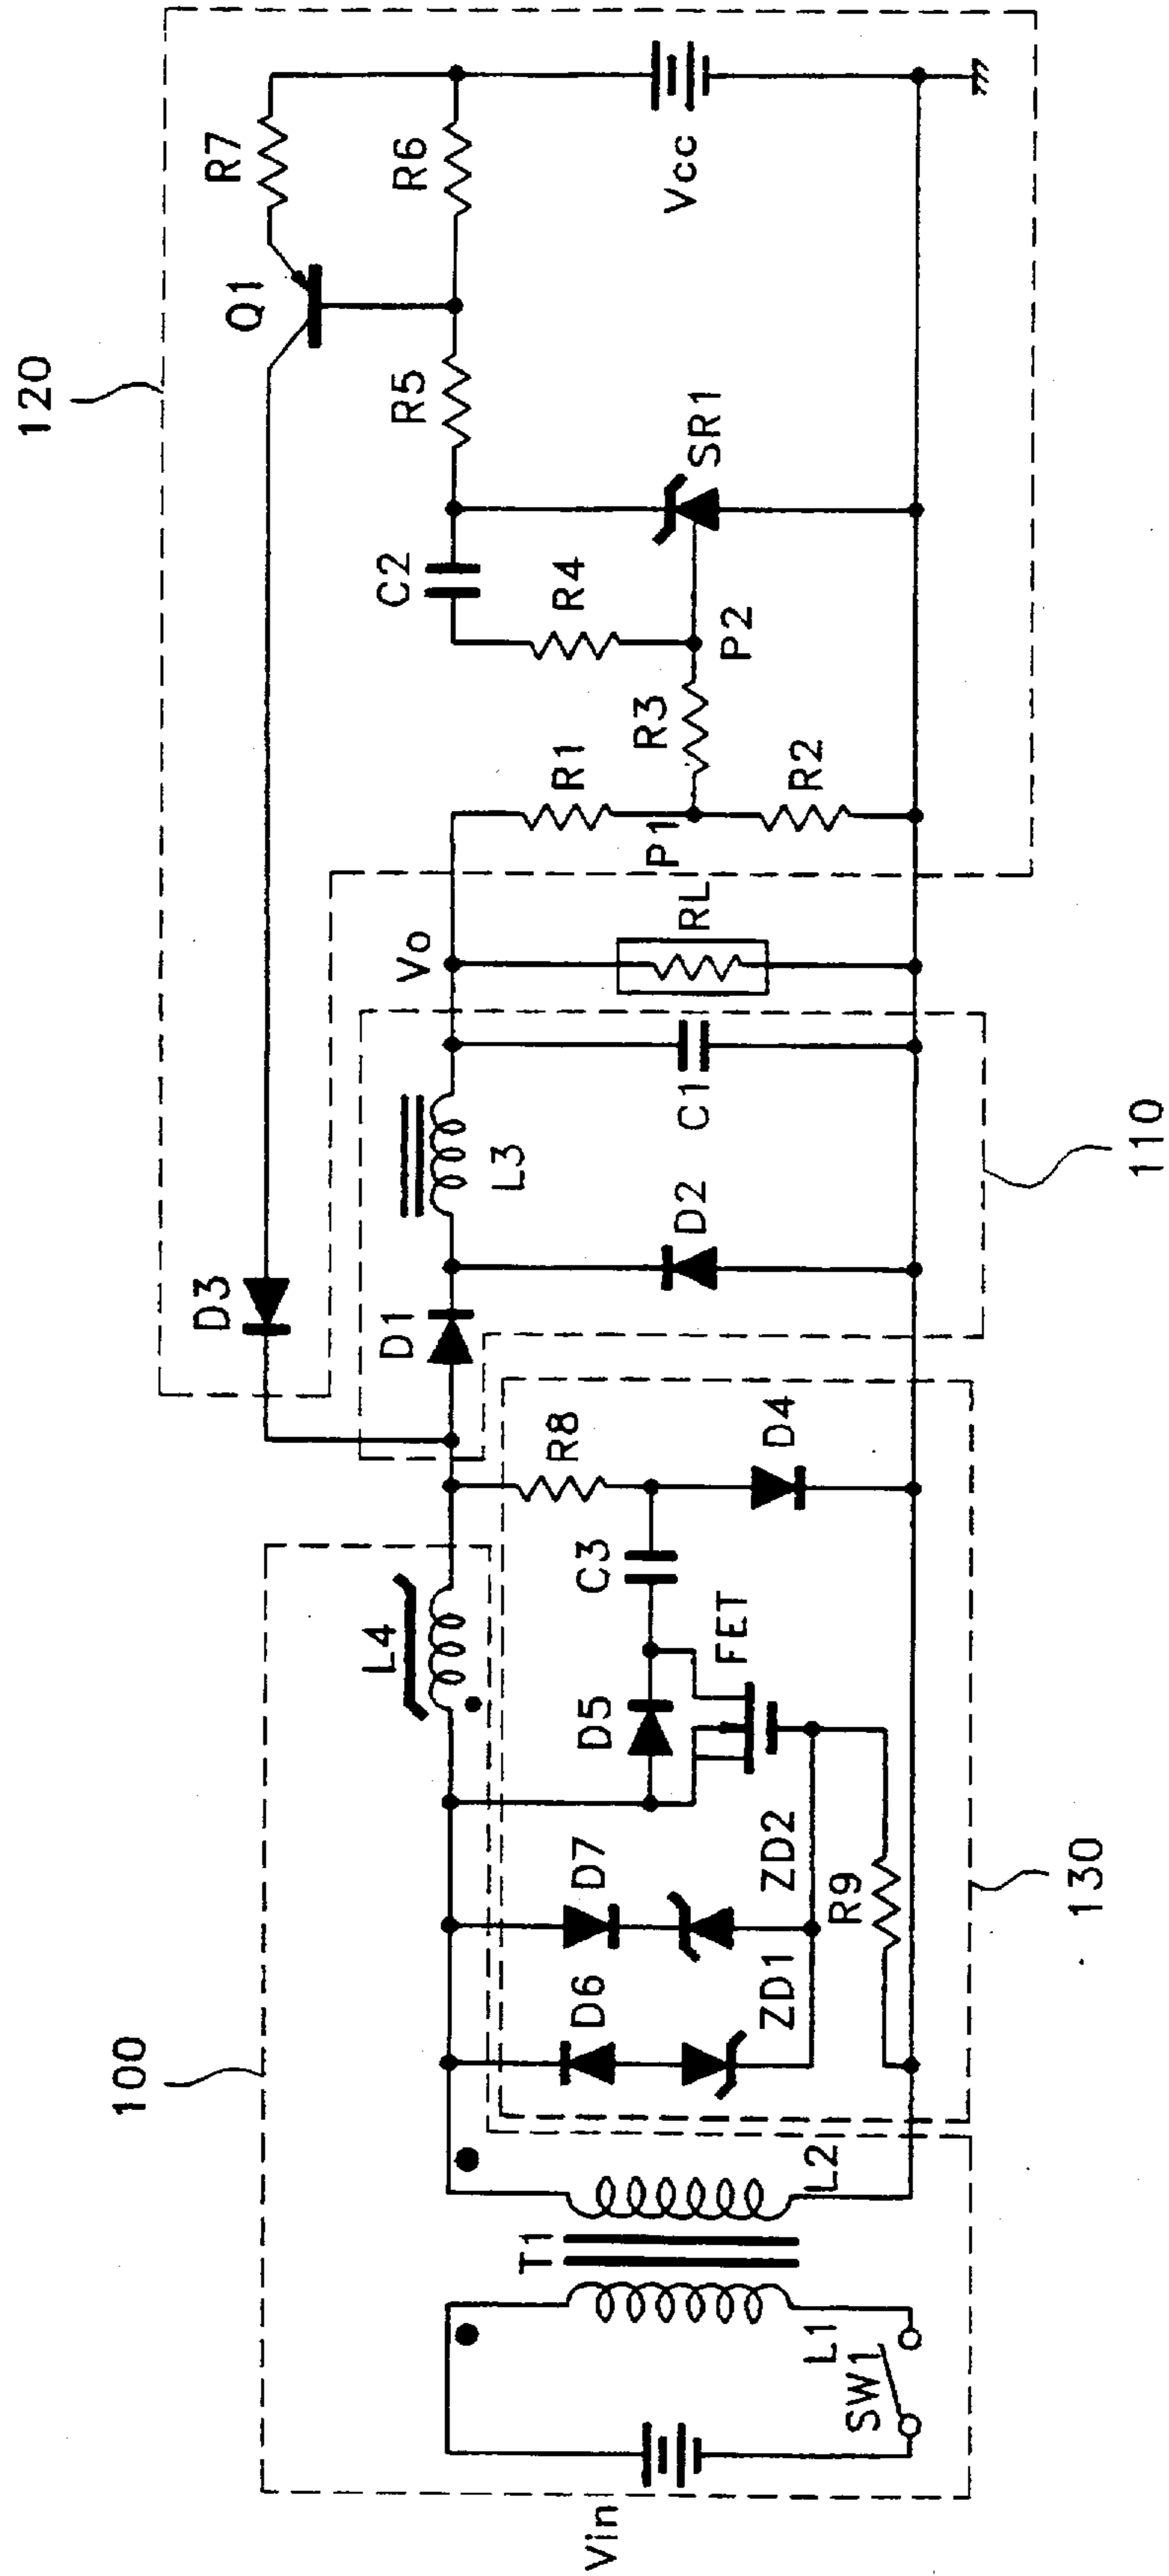 120
R7
Q1
R6
Vcc
R5
SR1
C2
R4
P2
R3
R1
R2
P1
Vo
RL
D3
L3
C1
D1
D2
110
R8
D4
L4
C3
FET
D5
D7
ZD2
R9
130
D6
ZD1
100
L2
T1
L1
SW1
Vin